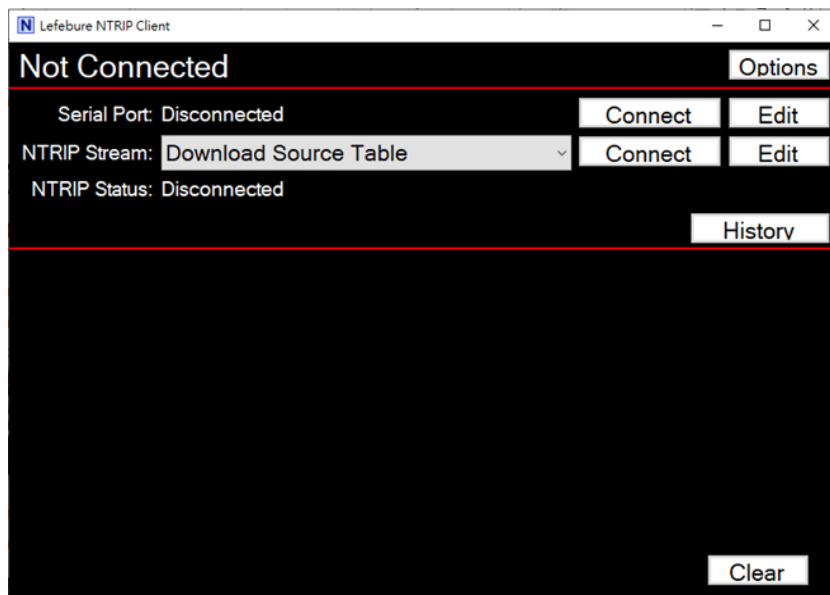 Lefebure NTRIP Client
Not Connected Options
Serial Port: Disconnected Connect Edit
NTRIP Stream: Download Source Table Connect Edit
NTRIP Status: Disconnected
History
Clear